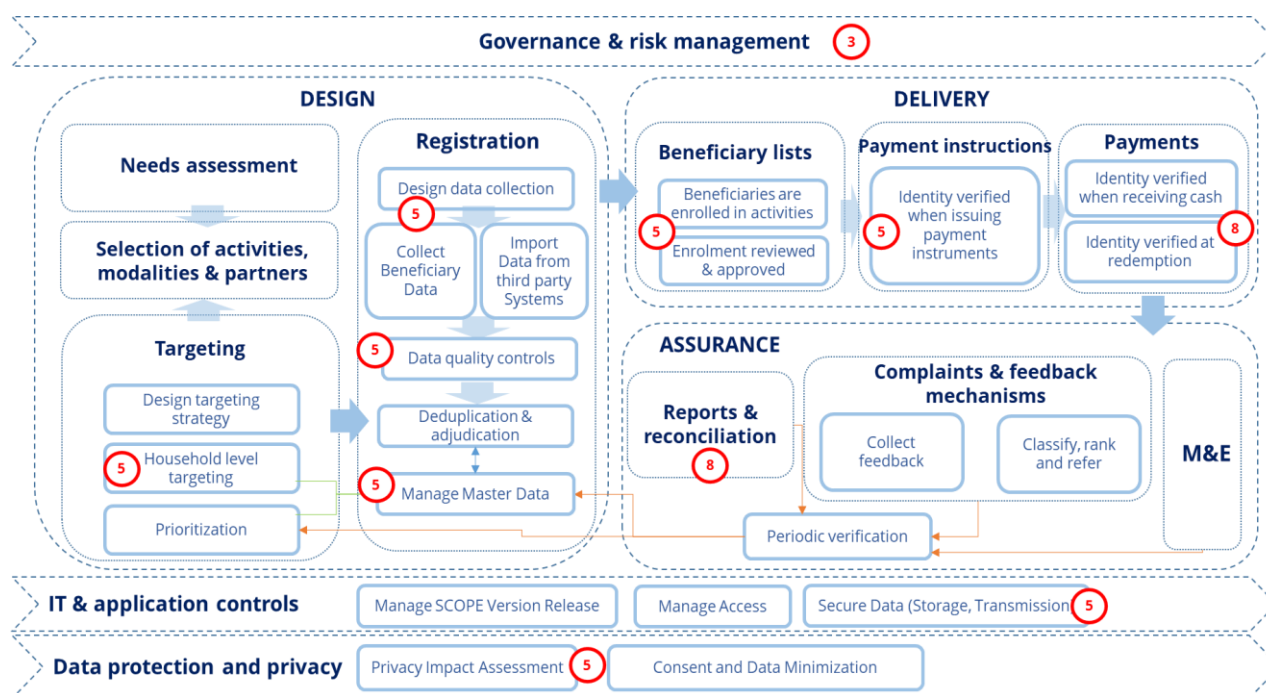 Governance & risk management 3
DESIGN
Needs assessment
Selection of activities,
modalities & partners
Targeting
Design targeting
strategy
5
Household level
targeting
Prioritization
Registration
Design data collection
5
Collect
Beneficiary
Data
Import
Data from
third party
Systems
5
Data quality controls
Deduplication &
adjudication
5
Manage Master Data
DELIVERY
Beneficiary lists
Beneficiaries are
enrolled in activities
5
Enrolment reviewed
& approved
Payment instructions
5
Identity verified
when issuing
payment
instruments
Payments
Identity verified
when receiving cash
8
Identity verified at
redemption
ASSURANCE
Reports &
reconciliation
8
Complaints & feedback
mechanisms
Collect
feedback
Classify, rank
and refer
M&E
Periodic verification
IT & application controls
Manage SCOPE Version Release
Manage Access
Secure Data (Storage, Transmission
5
Data protection and privacy
Privacy Impact Assessment
5
Consent and Data Minimization